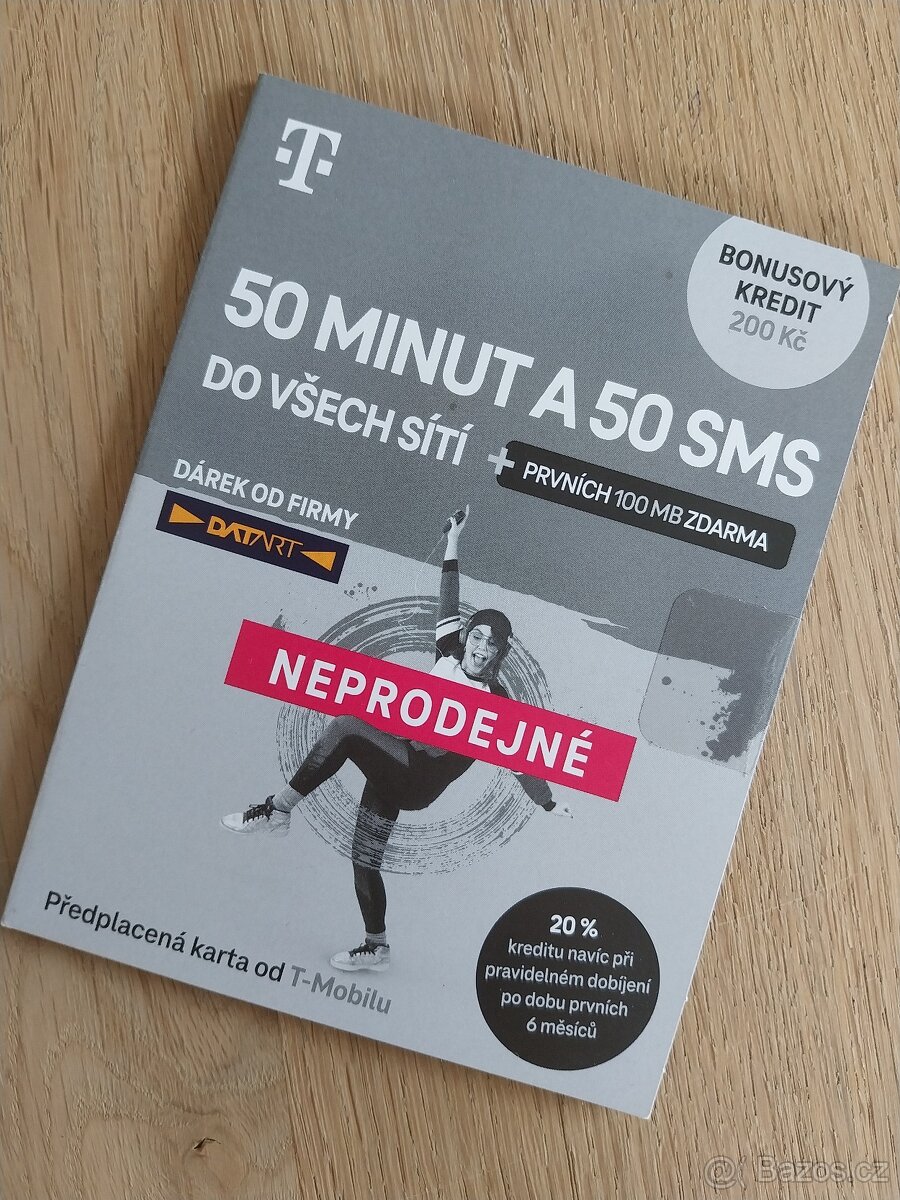 T
BONUSOVÝ
KREDIT
200 Kč
50 MINUT A 50 SMS
DO VŠECH SÍTÍ
+ PRVNÍCH 100 MB ZDARMA
DÁREK OD FIRMY
DATART
NEPRODEJNÉ
Předplacená karta od T-Mobilu
20 %
kreditu navíc při
pravidelném dobíjení
po dobu prvních
6 měsíců
@ Bazos.cz